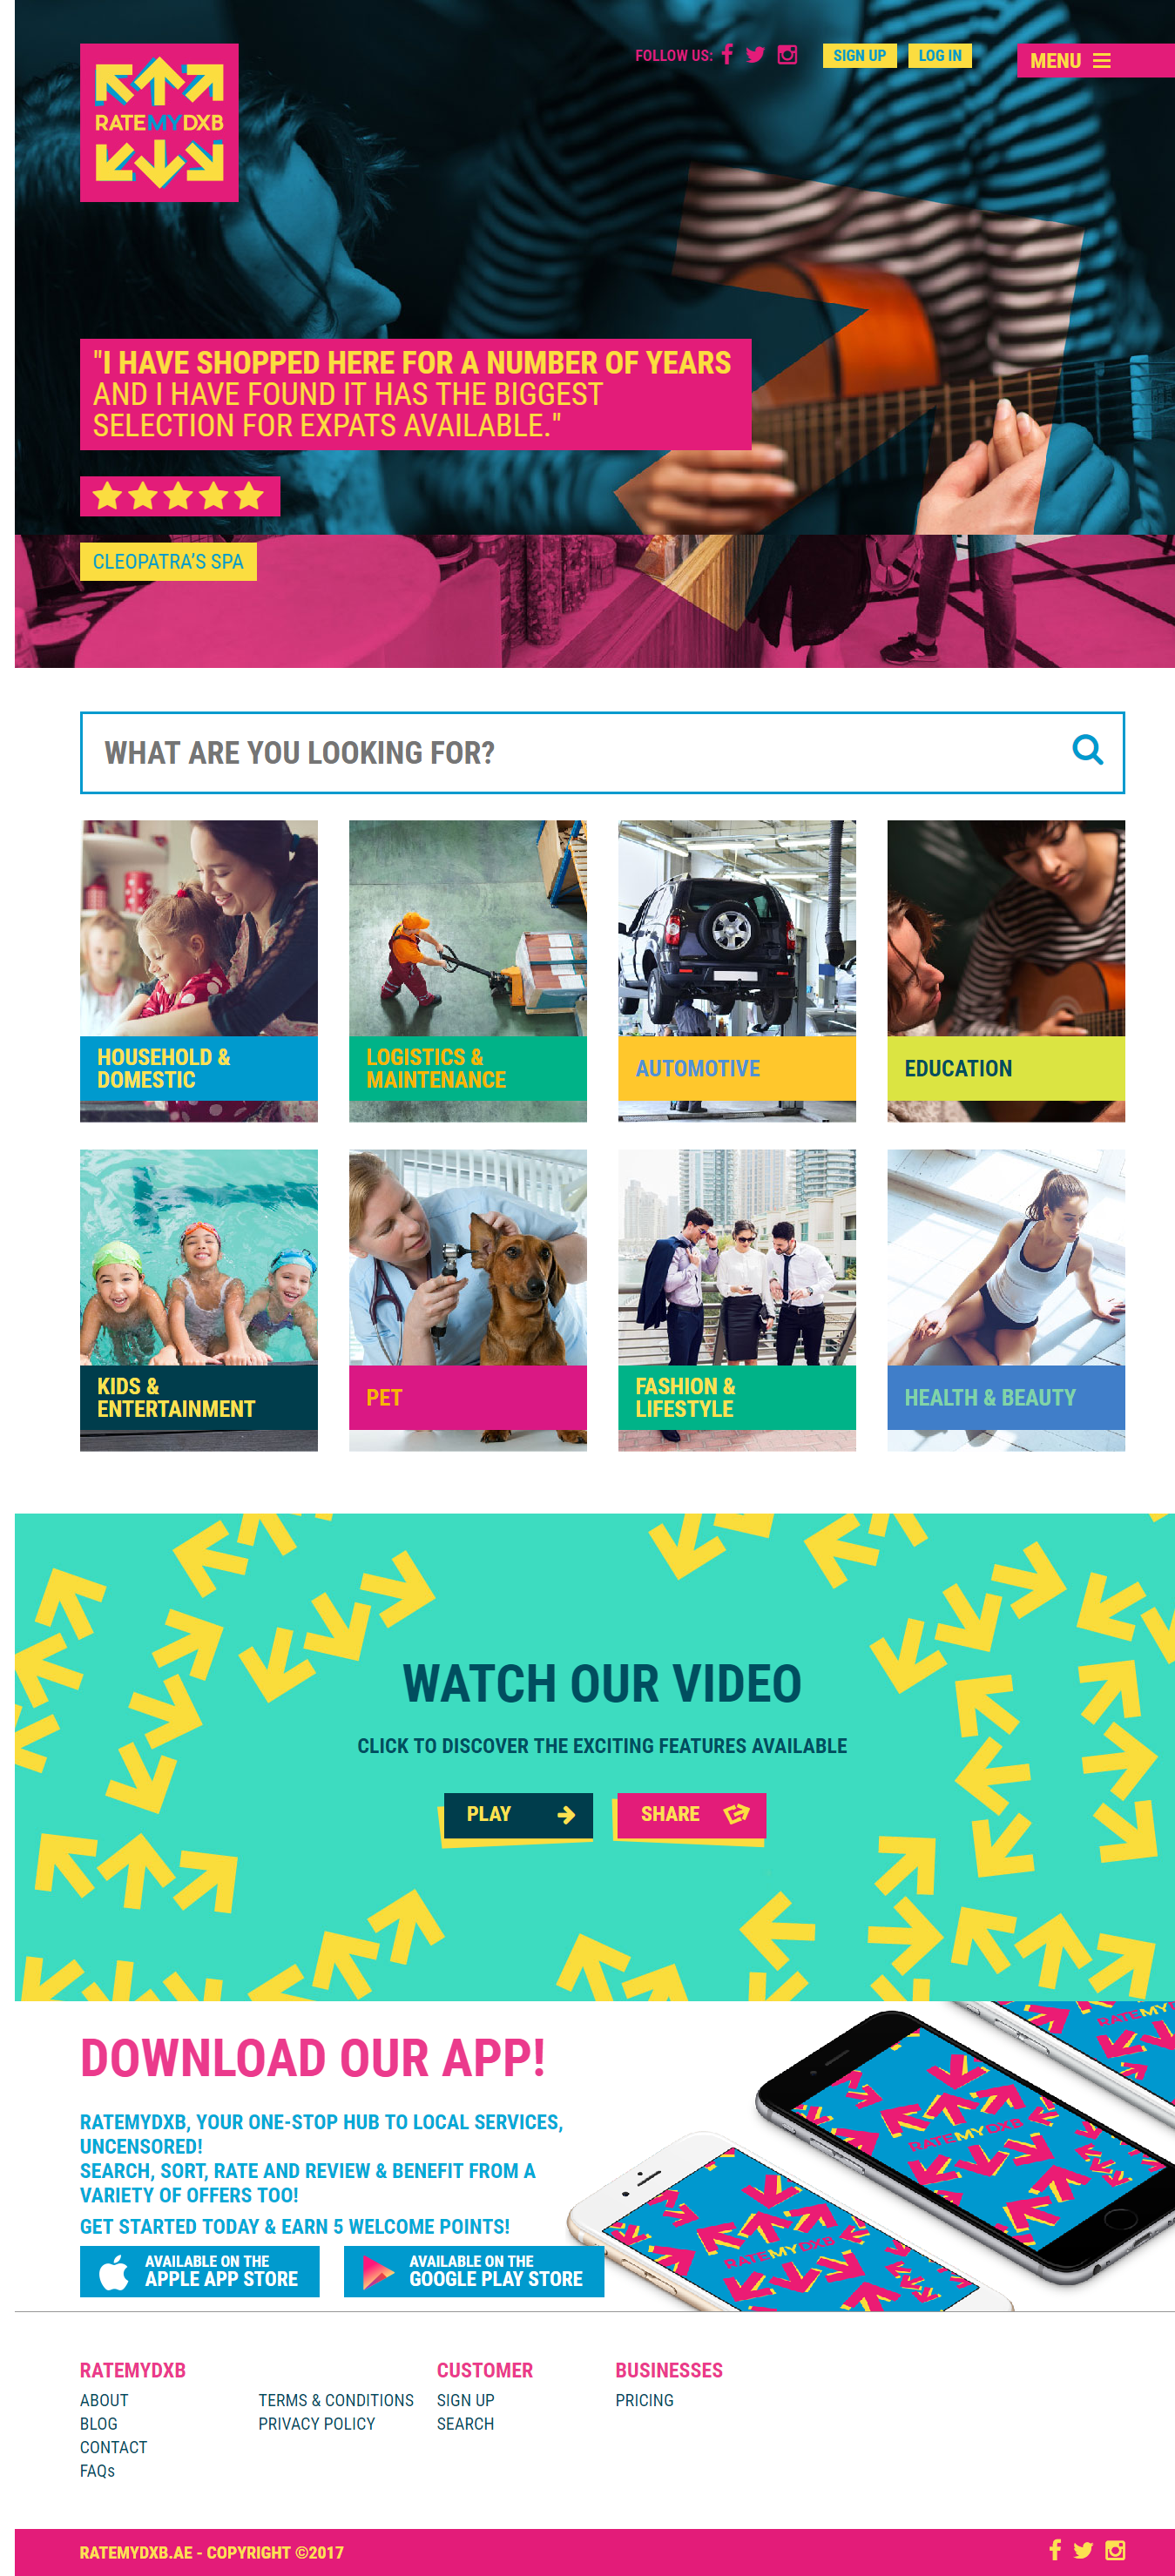 RATEMYDXB
FOLLOW US:
SIGN UP
LOG IN
MENU
"I HAVE SHOPPED HERE FOR A NUMBER OF YEARS
AND I HAVE FOUND IT HAS THE BIGGEST
SELECTION FOR EXPATS AVAILABLE."
CLEOPATRA'S SPA
WHAT ARE YOU LOOKING FOR?
HOUSEHOLD &
DOMESTIC
LOGISTICS &
MAINTENANCE
AUTOMOTIVE
EDUCATION
KIDS &
ENTERTAINMENT
PET
FASHION &
LIFESTYLE
HEALTH & BEAUTY
WATCH OUR VIDEO
CLICK TO DISCOVER THE EXCITING FEATURES AVAILABLE
PLAY
SHARE
DOWNLOAD OUR APP!
RATEMYDXB, YOUR ONE-STOP HUB TO LOCAL SERVICES,
UNCENSORED!
SEARCH, SORT, RATE AND REVIEW & BENEFIT FROM A
VARIETY OF OFFERS TOO!
GET STARTED TODAY & EARN 5 WELCOME POINTS!
AVAILABLE ON THE
APPLE APP STORE
AVAILABLE ON THE
GOOGLE PLAY STORE
RATEMY
RATEMYDXB
RATEMYDXB
RATEMYDXB
ABOUT
BLOG
CONTACT
FAQs
TERMS & CONDITIONS
PRIVACY POLICY
CUSTOMER
SIGN UP
SEARCH
BUSINESSES
PRICING
RATEMYDXB.AE - COPYRIGHT ©2017